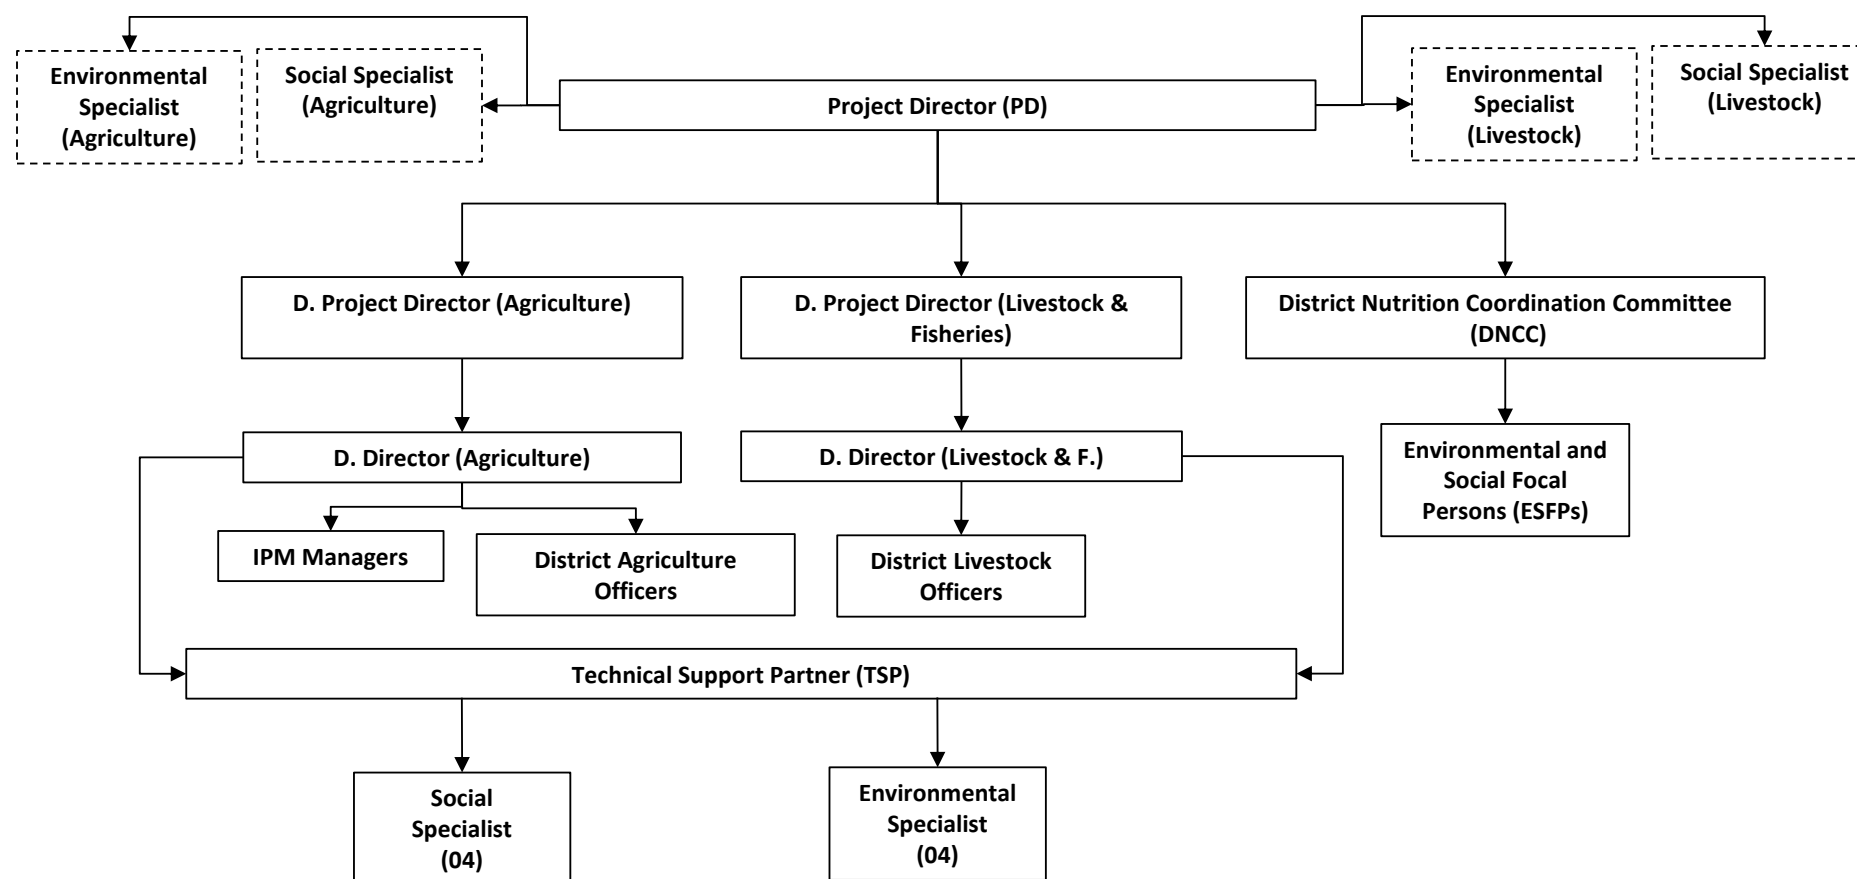 Environmental
Specialist
(Agriculture)
Social Specialist
(Agriculture)
Project Director (PD)
Environmental
Specialist
(Livestock)
Social Specialist
(Livestock)
D. Project Director (Agriculture)
D. Project Director (Livestock &
Fisheries)
District Nutrition Coordination Committee
(DNCC)
D. Director (Agriculture)
D. Director (Livestock & F.)
Environmental and
Social Focal
Persons (ESFPs)
IPM Managers
District Agriculture
Officers
District Livestock
Officers
Technical Support Partner (TSP)
Social
Specialist
(04)
Environmental
Specialist
(04)